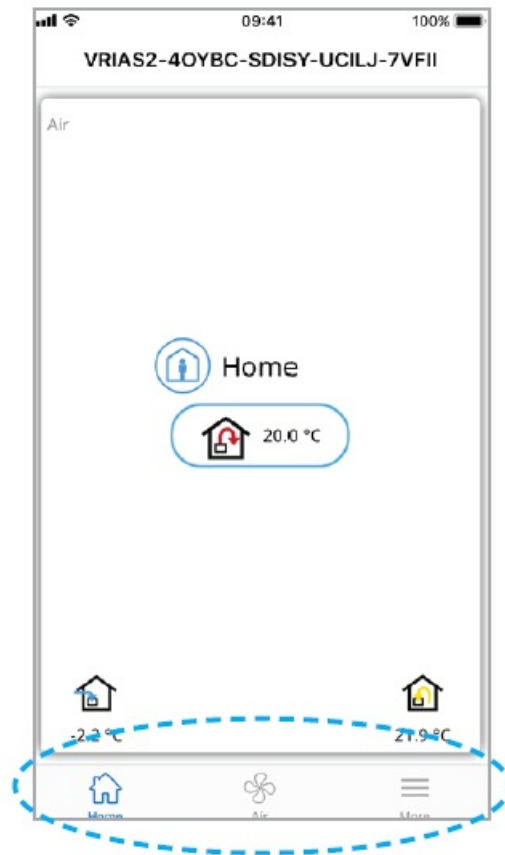 09:41 100%
VRIAS2-4OYBC-SDISY-UCILJ-7VFII
Air
Home
20.0 °C
-2.2 °C 21.9 °C
Home Air More